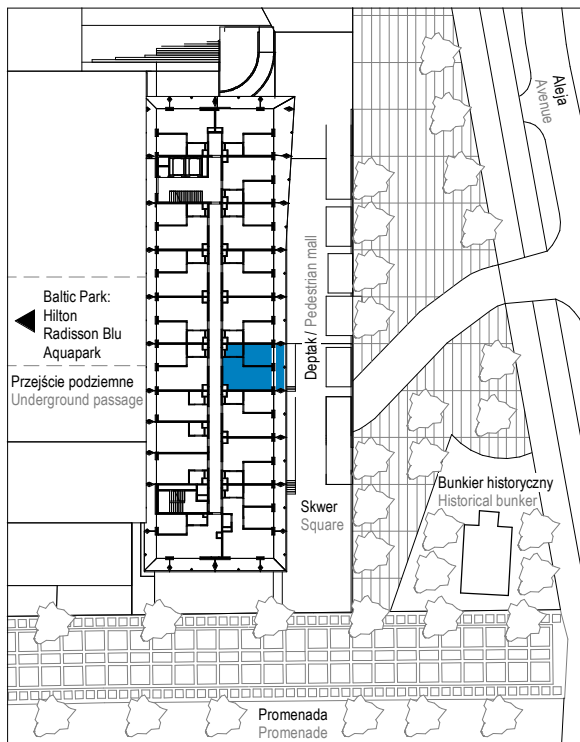 Aleja
Avenue
Deptak / Pedestrian mall
Baltic Park:
Hilton
Radisson Blu
Aquapark
Przejście podziemne
Underground passage
Bunkier historyczny
Historical bunker
Skwer
Square
Promenada
Promenade